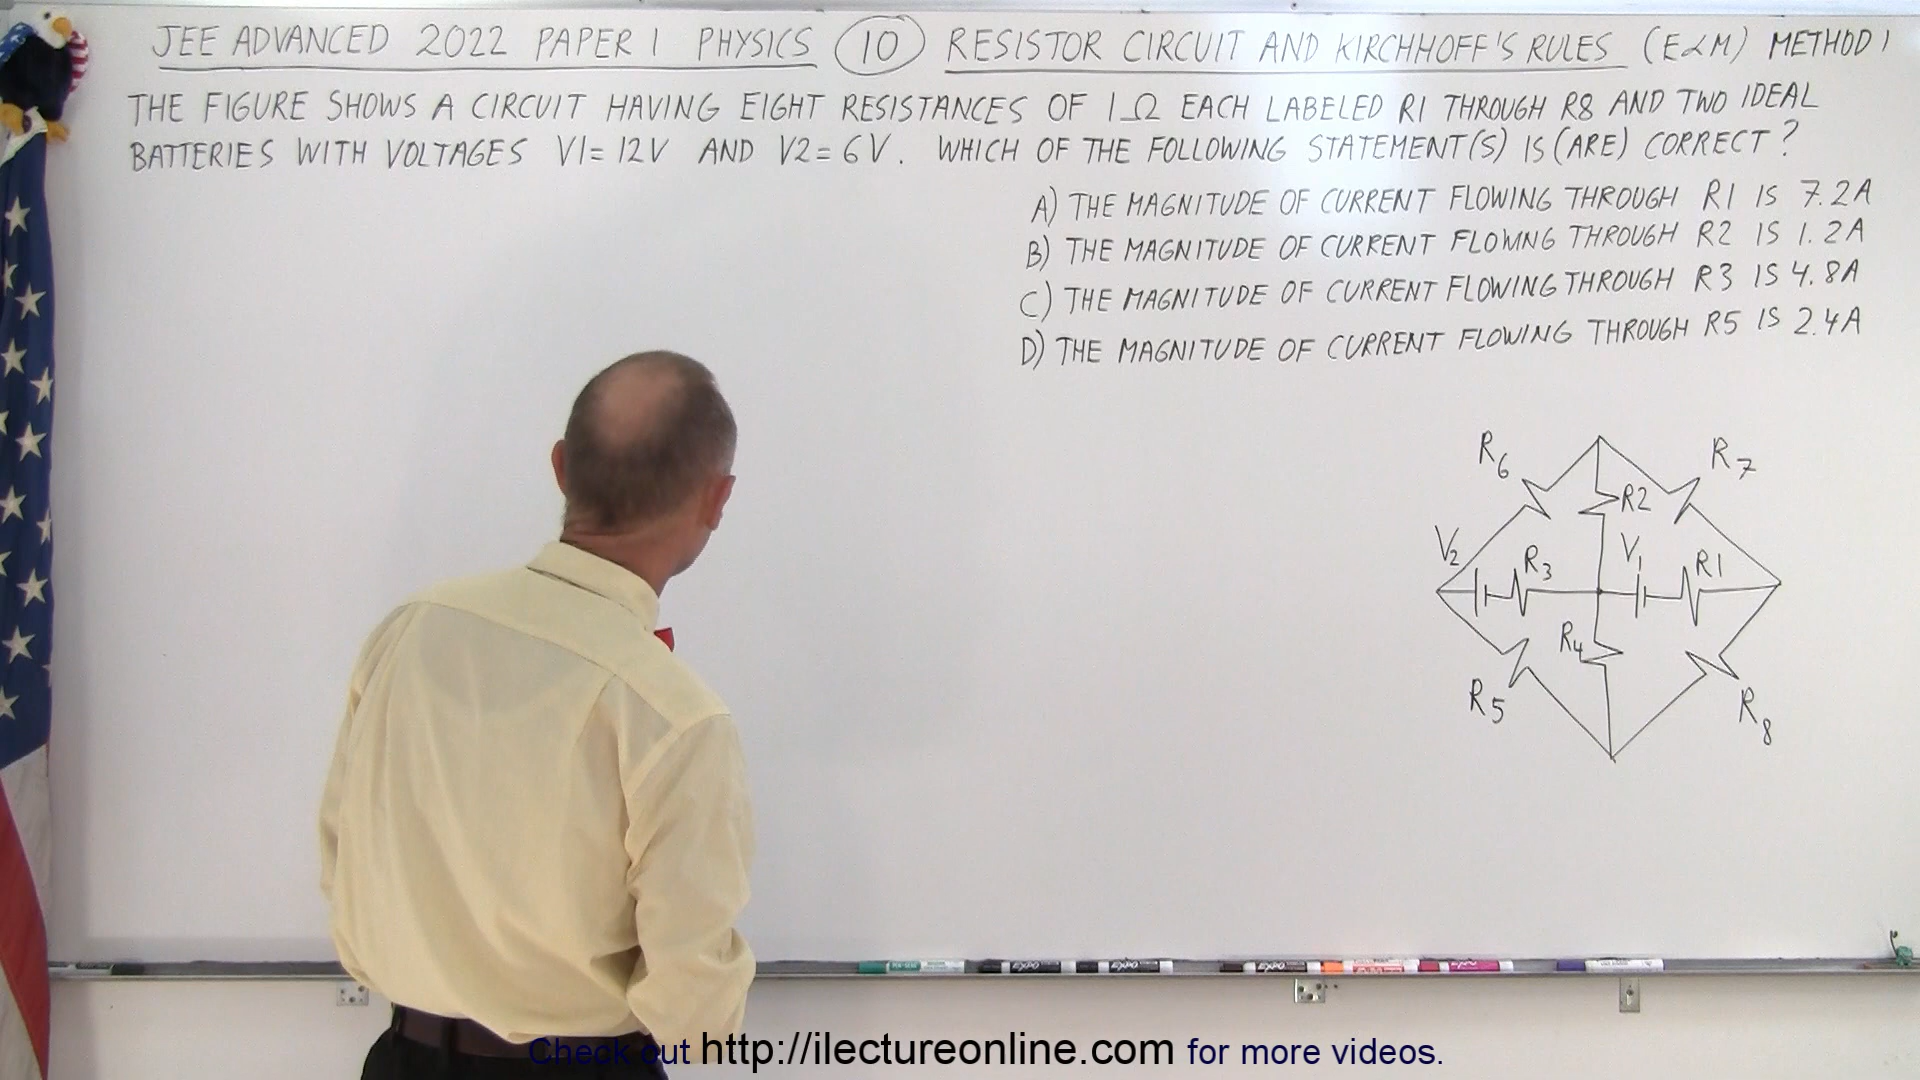 JEE ADVANCED 2022 PAPER 1 PHYSICS 10 RESISTOR CIRCUIT AND KIRCHHOFF'S RULES (E&M) METHOD 1
THE FIGURE SHOWS A CIRCUIT HAVING EIGHT RESISTANCES OF 1Ω EACH LABELED R1 THROUGH R8 AND TWO IDEAL
BATTERIES WITH VOLTAGES V1=12V AND V2=6V. WHICH OF THE FOLLOWING STATEMENT(S) IS (ARE) CORRECT?
A) THE MAGNITUDE OF CURRENT FLOWING THROUGH R1 IS 7.2A
B) THE MAGNITUDE OF CURRENT FLOWNG THROUGH R2 IS 1.2A
C) THE MAGNITUDE OF CURRENT FLOWING THROUGH R3 IS 4.8A
D) THE MAGNITUDE OF CURRENT FLOWING THROUGH R5 IS 2.4A
R6 R7
R2
V2 R3 V1 R1
R4
R5 R8
Check out http://ilectureonline.com for more videos.